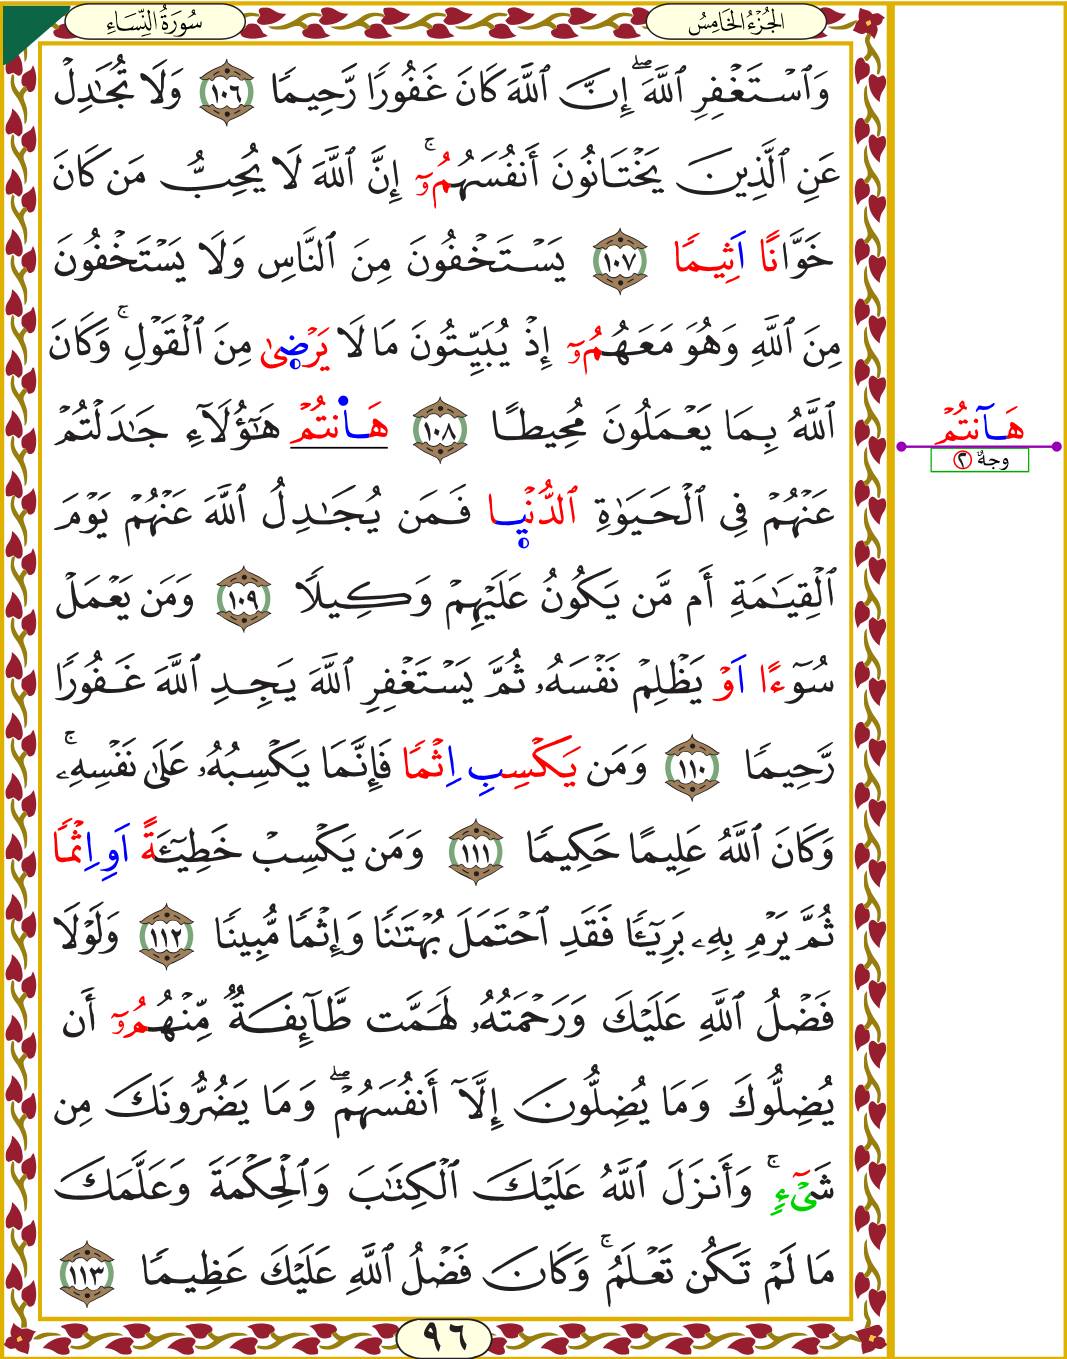 الجُزْءُ الخَامِسُ
سُورَةُ النِّسَاءِ
وَٱسْتَغْفِرِ ٱللَّهَۖ إِنَّ ٱللَّهَ كَانَ غَفُورًا رَّحِيمًا ١٠٦ وَلَا تُجَٰدِلْ
عَنِ ٱلَّذِينَ يَخْتَانُونَ أَنفُسَهُمُۥٓۚ إِنَّ ٱللَّهَ لَا يُحِبُّ مَن كَانَ
خَوَّانًا اَثِيمًا ١٠٧ يَسْتَخْفُونَ مِنَ ٱلنَّاسِ وَلَا يَسْتَخْفُونَ
مِنَ ٱللَّهِ وَهُوَ مَعَهُمُۥٓ إِذْ يُبَيِّتُونَ مَا لَا يَرْضَىٰ مِنَ ٱلْقَوْلِۚ وَكَانَ
ٱللَّهُ بِمَا يَعْمَلُونَ مُحِيطًا ١٠٨ هَٰٓأَنتُمْ هَٰٓؤُلَآءِ جَٰدَلْتُمْ
عَنْهُمْ فِى ٱلْحَيَوٰةِ ٱلدُّنْيٜا فَمَن يُجَٰدِلُ ٱللَّهَ عَنْهُمْ يَوْمَ
ٱلْقِيَٰمَةِ أَم مَّن يَكُونُ عَلَيْهِمْ وَكِيلًا ١٠٩ وَمَن يَعْمَلْ
سُوٓءًا اَوْ يَظْلِمْ نَفْسَهُۥ ثُمَّ يَسْتَغْفِرِ ٱللَّهَ يَجِدِ ٱللَّهَ غَفُورًا
رَّحِيمًا ١١٠ وَمَن يَكْسِبِ اِثْمًا فَإِنَّمَا يَكْسِبُهُۥ عَلَىٰ نَفْسِهِۦۚ
وَكَانَ ٱللَّهُ عَلِيمًا حَكِيمًا ١١١ وَمَن يَكْسِبْ خَطِيٓـَٔةً اَوِ اِثْمًا
ثُمَّ يَرْمِ بِهِۦ بَرِيٓـًٔا فَقَدِ ٱحْتَمَلَ بُهْتَٰنًا وَإِثْمًا مُّبِينًا ١١٢ وَلَوْلَا
فَضْلُ ٱللَّهِ عَلَيْكَ وَرَحْمَتُهُۥ لَهَمَّت طَّآئِفَةٌ مِّنْهُمُۥٓ أَن
يُضِلُّوكَ وَمَا يُضِلُّونَ إِلَّآ أَنفُسَهُمْۖ وَمَا يَضُرُّونَكَ مِن
شَىْءٍۚ وَأَنزَلَ ٱللَّهُ عَلَيْكَ ٱلْكِتَٰبَ وَٱلْحِكْمَةَ وَعَلَّمَكَ
مَا لَمْ تَكُن تَعْلَمُۚ وَكَانَ فَضْلُ ٱللَّهِ عَلَيْكَ عَظِيمًا ١١٣
٩٦
هَآنتُمْ
وجهٌ ٢